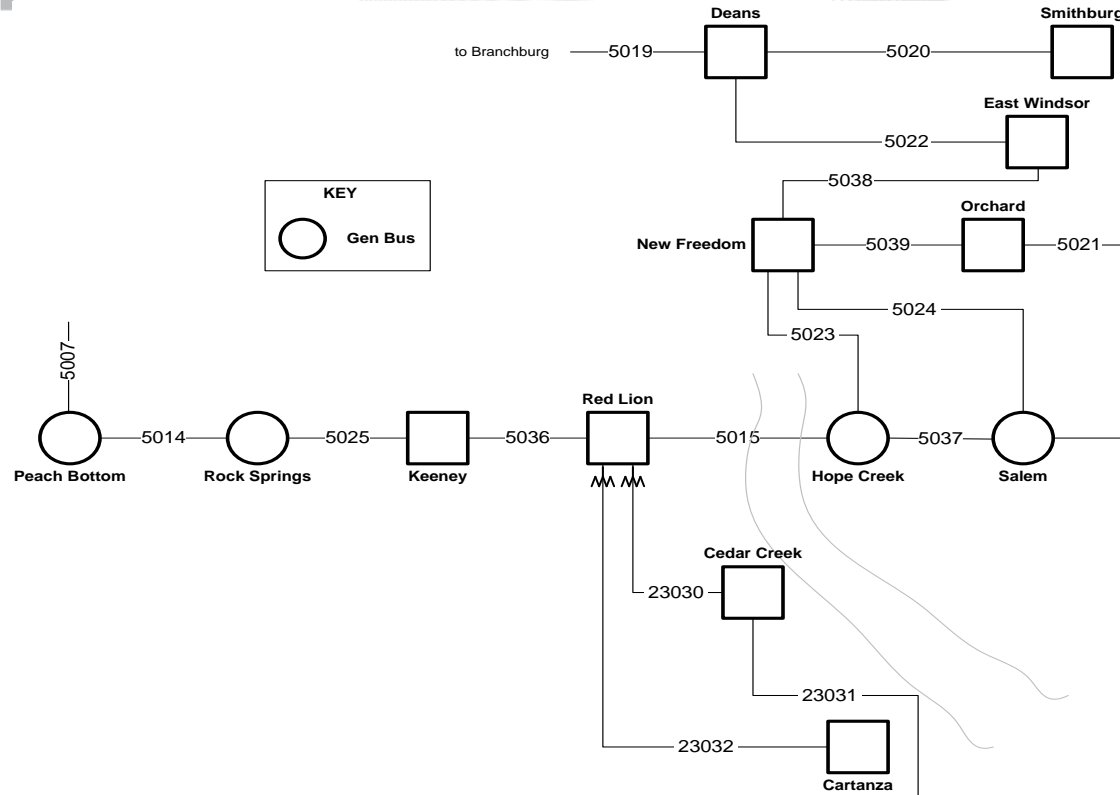 Deans
Smithburg
to Branchburg
5019
5020
East Windsor
5022
5038
KEY
Gen Bus
Orchard
New Freedom
5039
5021
5024
5023
5007
Red Lion
5014
5025
5036
5015
5037
Peach Bottom
Rock Springs
Keeney
Hope Creek
Salem
Cedar Creek
23030
23031
23032
Cartanza